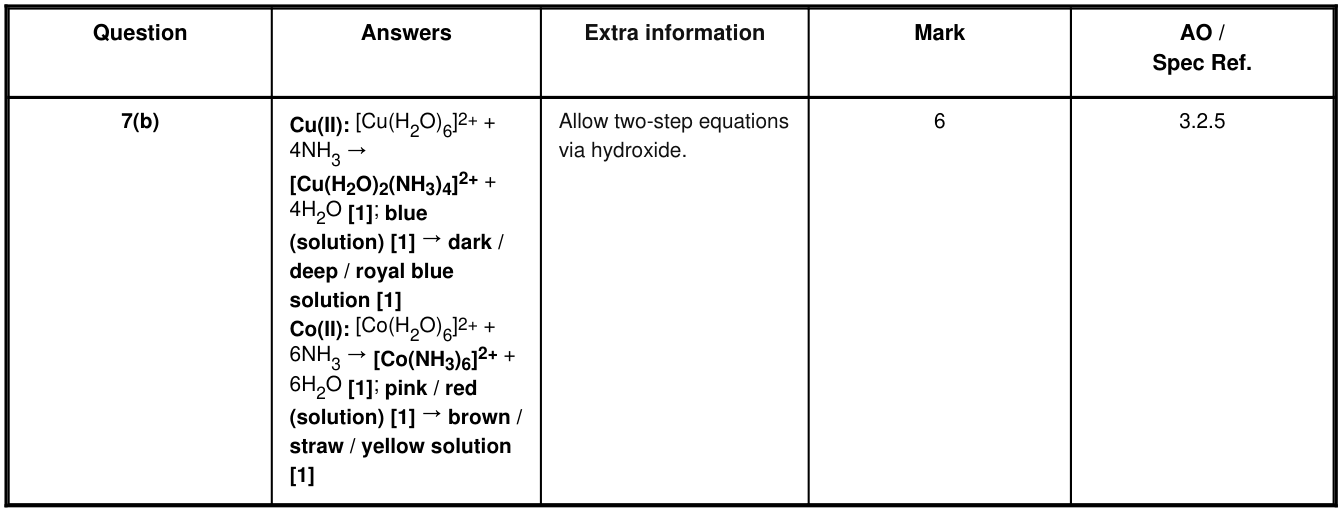 Question Answers Extra information Mark AO /
Spec Ref.
7(b)
Cu(II): [Cu(H2O)6]2+ +
4NH3 →
[Cu(H2O)2(NH3)4]2+ +
4H2O [1]; blue
(solution) [1] → dark /
deep / royal blue
solution [1]
Co(II): [Co(H2O)6]2+ +
6NH3 → [Co(NH3)6]2+ +
6H2O [1]; pink / red
(solution) [1] → brown /
straw / yellow solution
[1]
Allow two-step equations
via hydroxide.
6
3.2.5